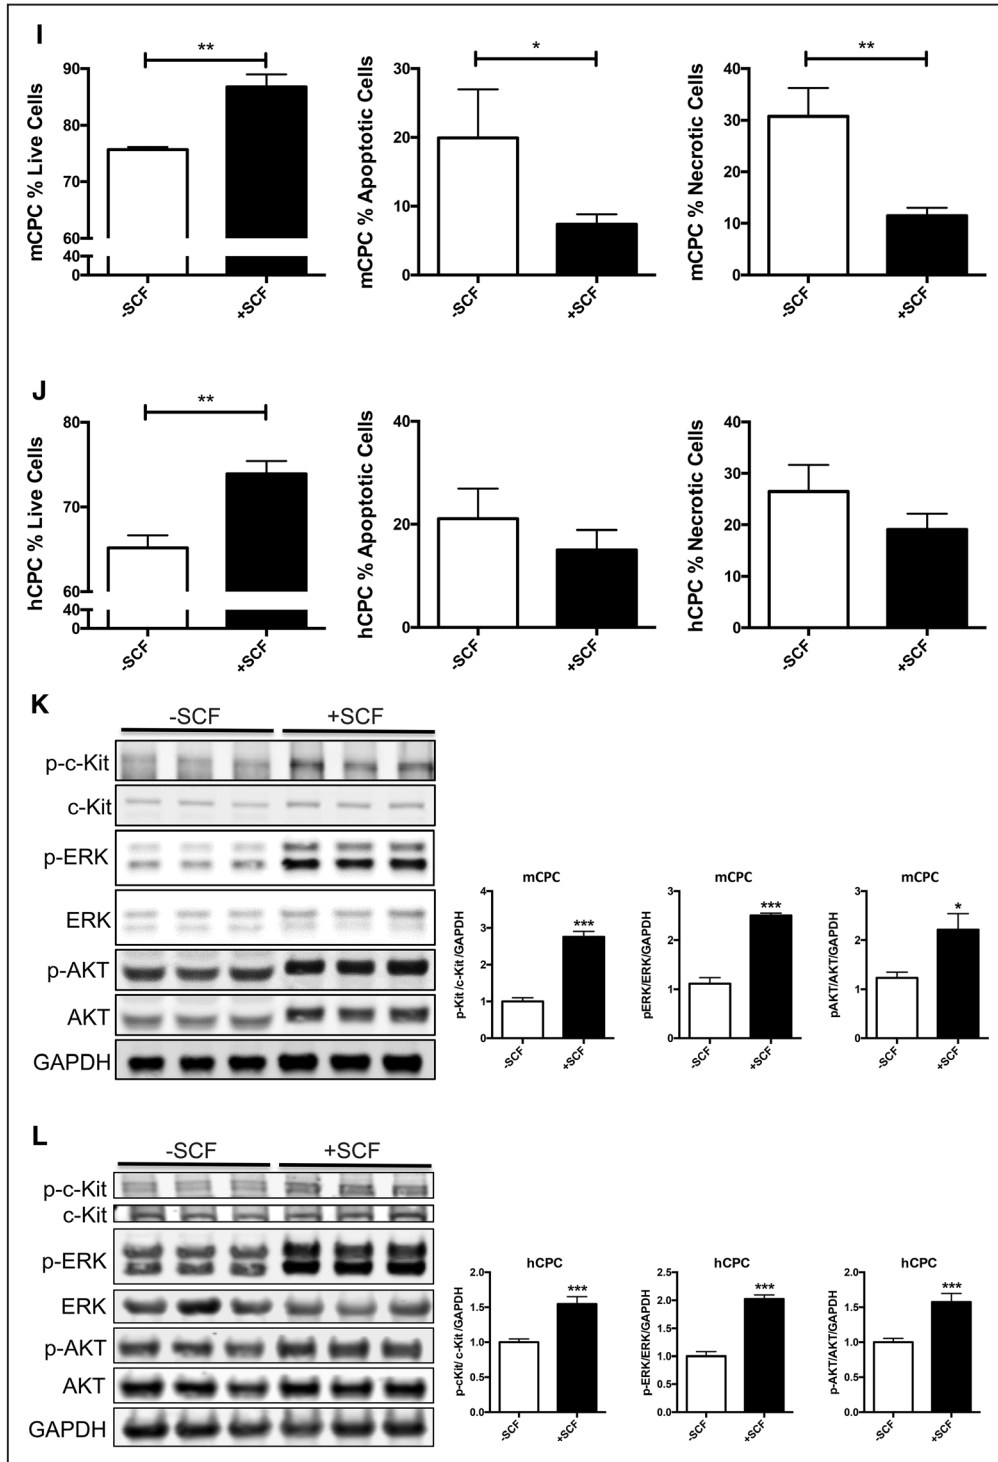 I
**
*
**
mCPC % Live Cells
90
80
70
60
40
0
-SCF
+SCF
mCPC % Apoptotic Cells
30
20
10
0
-SCF
+SCF
mCPC % Necrotic Cells
40
30
20
10
0
-SCF
+SCF
J
**
hCPC % Live Cells
80
70
60
40
0
-SCF
+SCF
hCPC % Apoptotic Cells
40
20
0
-SCF
+SCF
hCPC % Necrotic Cells
40
30
20
10
0
-SCF
+SCF
K
-SCF
+SCF
p-c-Kit
c-Kit
p-ERK
ERK
p-AKT
AKT
GAPDH
mCPC
p-Kit /c-Kit /GAPDH
4
3
2
1
0
***
-SCF
+SCF
mCPC
pERK/ERK/GAPDH
3
2
1
0
***
-SCF
+SCF
mCPC
pAKT/AKT/GAPDH
3
2
1
0
*
-SCF
+SCF
L
-SCF
+SCF
p-c-Kit
c-Kit
p-ERK
ERK
p-AKT
AKT
GAPDH
hCPC
p-cKit/ c-Kit /GAPDH
2.0
1.5
1.0
0.5
0.0
***
-SCF
+SCF
hCPC
p-ERK/ERK/GAPDH
2.5
2.0
1.5
1.0
0.5
0.0
***
-SCF
+SCF
hCPC
p-AKT/AKT/GAPDH
2.0
1.5
1.0
0.5
0.0
***
-SCF
+SCF